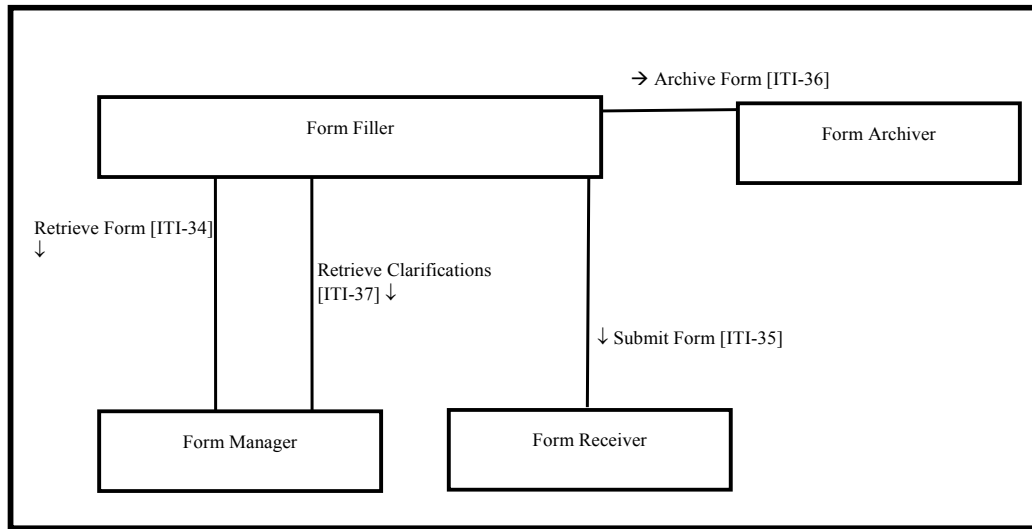 → Archive Form [ITI-36]
Form Filler
Form Archiver
Retrieve Form [ITI-34]
↓
Retrieve Clarifications
[ITI-37] ↓
↓ Submit Form [ITI-35]
Form Manager
Form Receiver